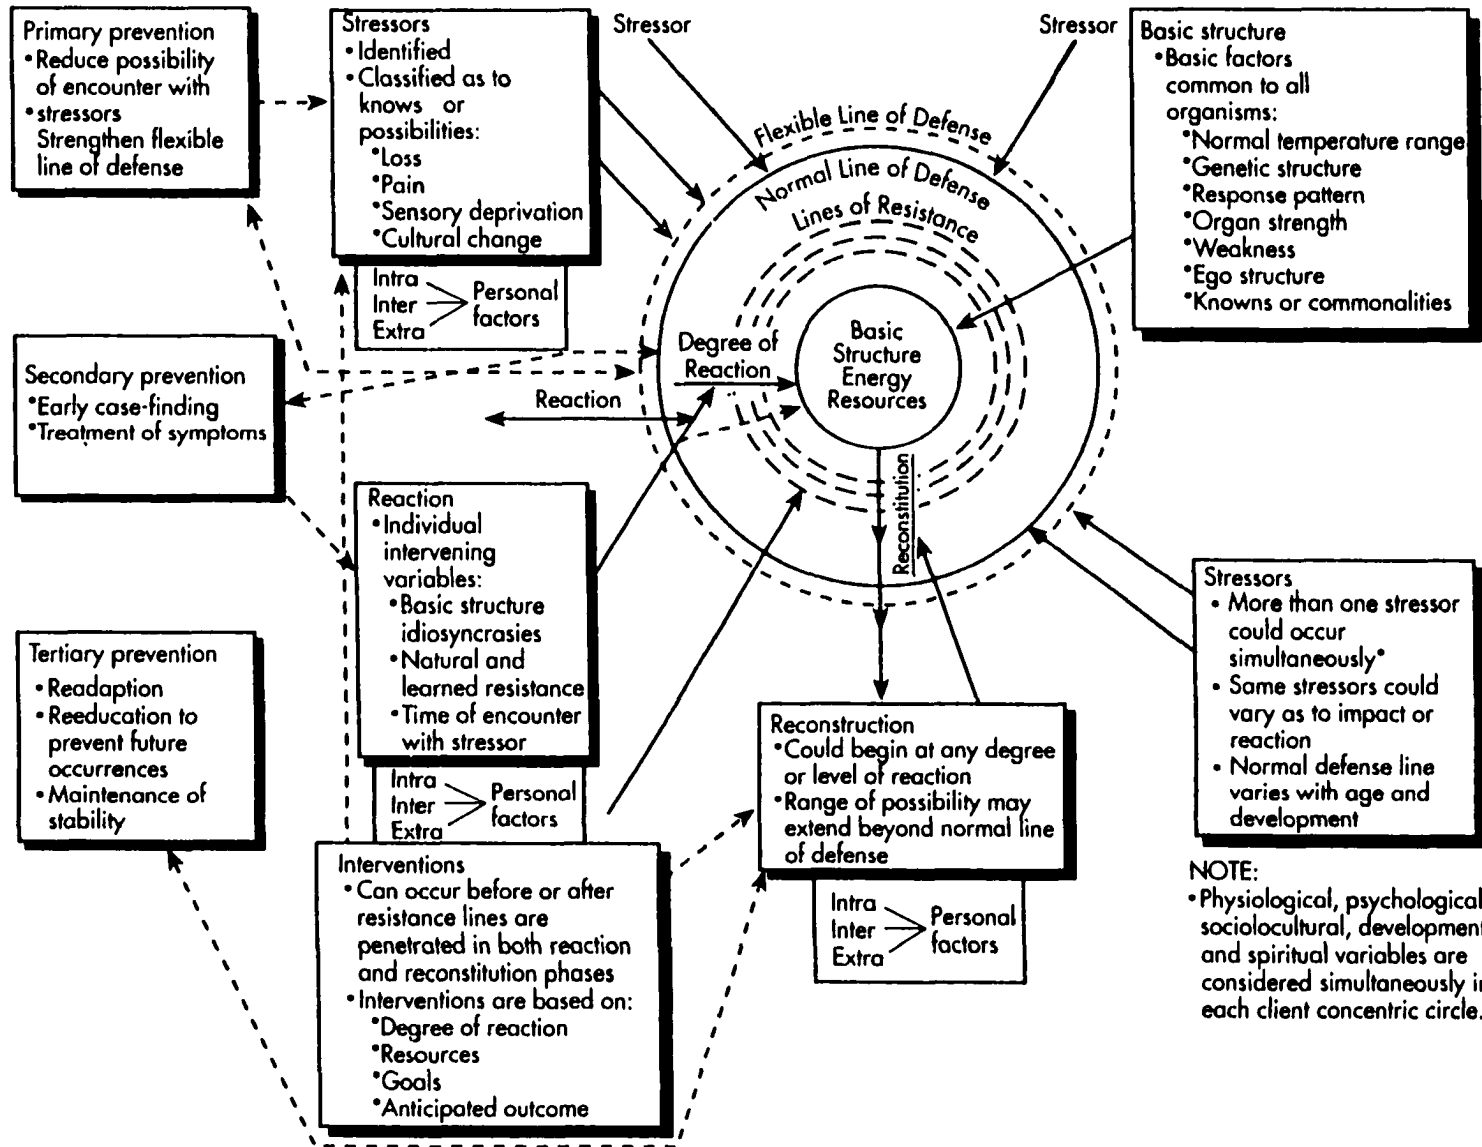 Primary prevention
•Reduce possibility
of encounter with
•stressors
Strengthen flexible
line of defense
Stressors
•Identified
•Classified as to
knows or
possibilities:
•Loss
•Pain
•Sensory deprivation
•Cultural change
Intra
Inter
Extra
Personal
factors
Stressor
Stressor
Basic structure
•Basic factors
common to all
organisms:
•Normal temperature range
•Genetic structure
•Response pattern
•Organ strength
•Weakness
•Ego structure
•Knowns or commonalities
Flexible Line of Defense
Normal Line of Defense
Lines of Resistance
Basic
Structure
Energy
Resources
Degree of
Reaction
Reaction
Reconstitution
Secondary prevention
•Early case-finding
•Treatment of symptoms
Reaction
•Individual
intervening
variables:
•Basic structure
idiosyncrasies
•Natural and
learned resistance
•Time of encounter
with stressor
Intra
Inter
Extra
Personal
factors
Tertiary prevention
•Readaption
•Reeducation to
prevent future
occurrences
•Maintenance of
stability
Interventions
•Can occur before or after
resistance lines are
penetrated in both reaction
and reconstitution phases
•Interventions are based on:
•Degree of reaction
•Resources
•Goals
•Anticipated outcome
Reconstruction
•Could begin at any degree
or level of reaction
•Range of possibility may
extend beyond normal line
of defense
Intra
Inter
Extra
Personal
factors
Stressors
• More than one stressor
could occur
simultaneously•
• Same stressors could
vary as to impact or
reaction
• Normal defense line
varies with age and
development
NOTE:
•Physiological, psychological
sociolocultural, development
and spiritual variables are
considered simultaneously i
each client concentric circle.